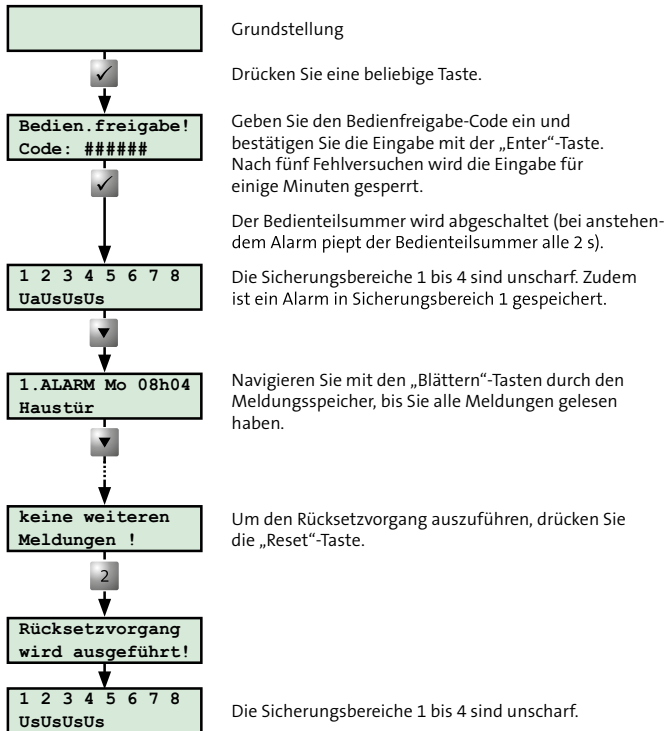 Grundstellung
Drücken Sie eine beliebige Taste.
Bedien.freigabe!
Code: ######
Geben Sie den Bedienfreigabe-Code ein und
bestätigen Sie die Eingabe mit der „Enter“-Taste.
Nach fünf Fehlversuchen wird die Eingabe für
einige Minuten gesperrt.
Der Bedienteilsummer wird abgeschaltet (bei anstehen-
dem Alarm piept der Bedienteilsummer alle 2 s).
1 2 3 4 5 6 7 8
UaUsUsUs
Die Sicherungsbereiche 1 bis 4 sind unscharf. Zudem
ist ein Alarm in Sicherungsbereich 1 gespeichert.
1.ALARM Mo 08h04
Haustür
Navigieren Sie mit den „Blättern“-Tasten durch den
Meldungsspeicher, bis Sie alle Meldungen gelesen
haben.
keine weiteren
Meldungen !
Um den Rücksetzvorgang auszuführen, drücken Sie
die „Reset“-Taste.
2
Rücksetzvorgang
wird ausgeführt!
1 2 3 4 5 6 7 8
UsUsUsUs
Die Sicherungsbereiche 1 bis 4 sind unscharf.